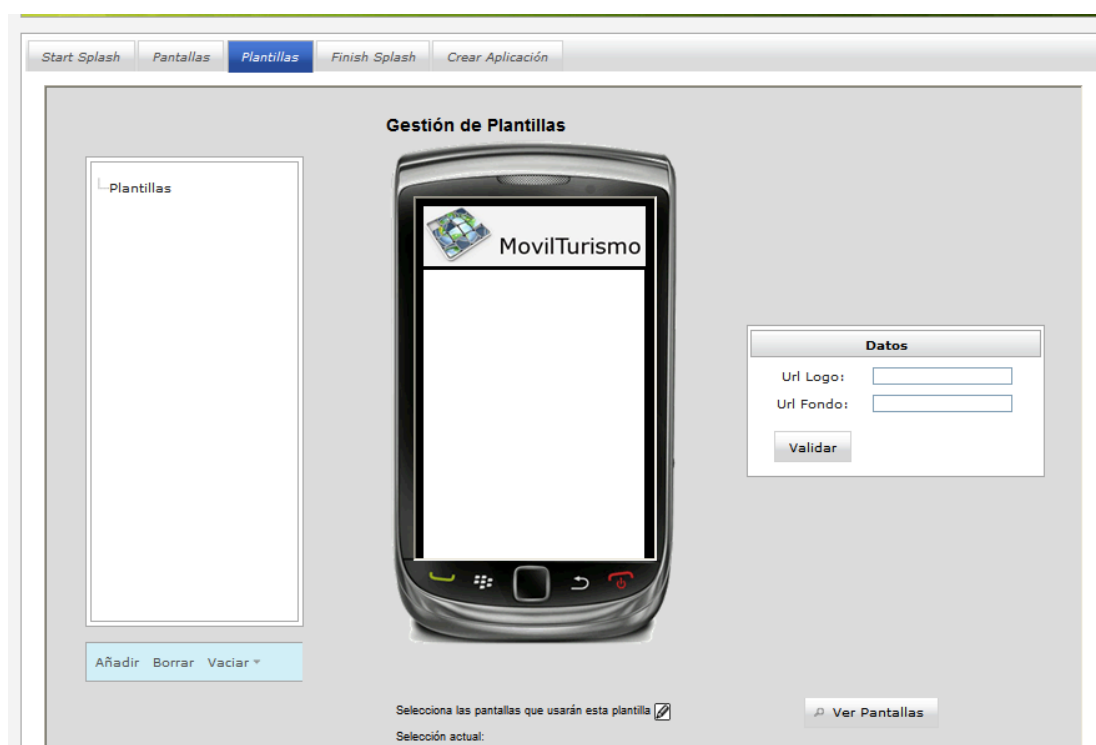 Start Splash Pantallas Plantillas Finish Splash Crear Aplicación
Gestión de Plantillas
Plantillas
MovilTurismo
Datos
Url Logo:
Url Fondo:
Validar
Añadir Borrar Vaciar
Selecciona las pantallas que usarán esta plantilla
Ver Pantallas
Selección actual: